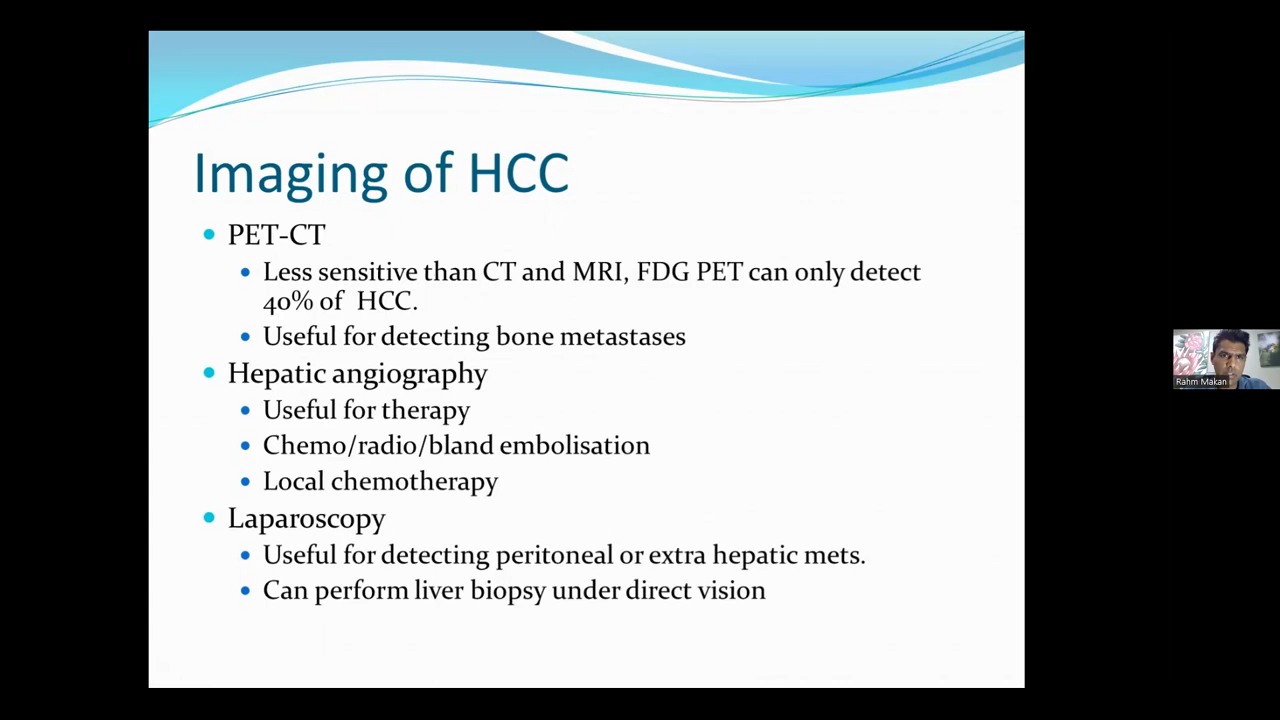 Imaging of HCC
PET-CT
Less sensitive than CT and MRI, FDG PET can only detect
40% of HCC.
Useful for detecting bone metastases
Hepatic angiography
Useful for therapy
Chemo/radio/bland embolisation
Local chemotherapy
Laparoscopy
Useful for detecting peritoneal or extra hepatic mets.
Can perform liver biopsy under direct vision
Rahm Makan